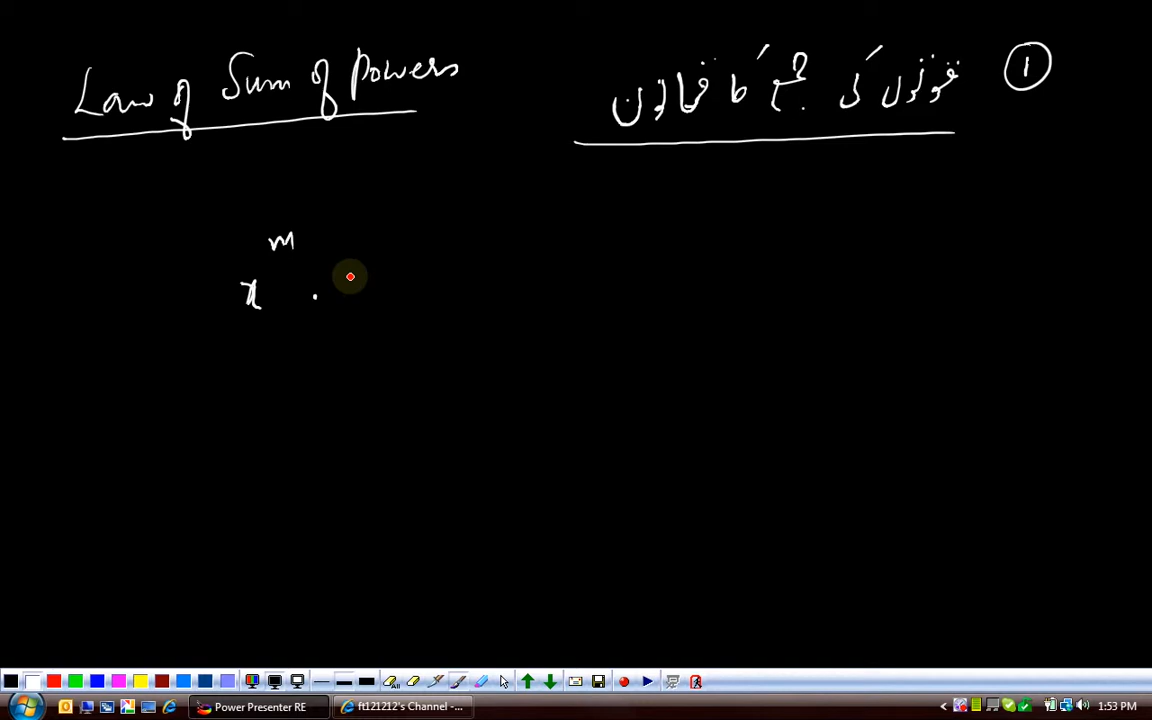 Law of Sum of Powers
قوتوں کی جمع کا قانون ①
x^m .
Power Presenter RE
ft121212's Channel - ...
1:53 PM